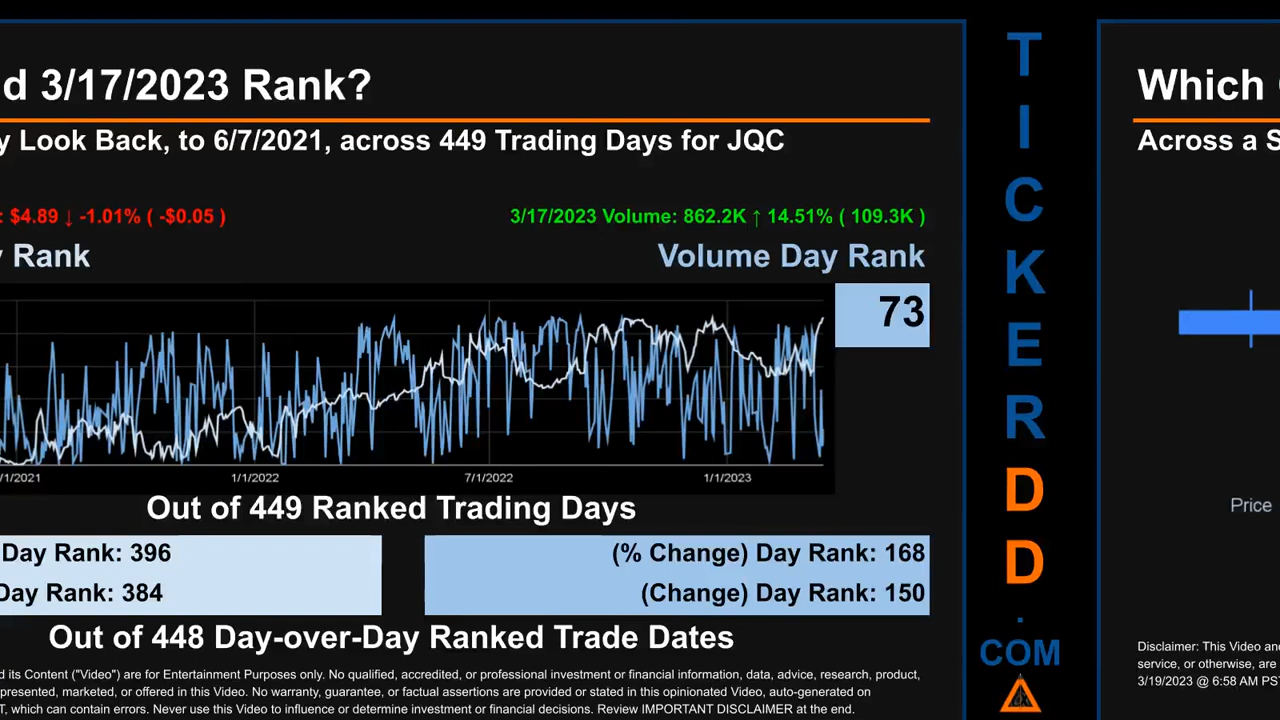 d 3/17/2023 Rank?
y Look Back, to 6/7/2021, across 449 Trading Days for JQC
: $4.89 ↓ -1.01% ( -$0.05 )
3/17/2023 Volume: 862.2K ↑ 14.51% ( 109.3K )
y Rank
Volume Day Rank
73
/1/2021
1/1/2022
7/1/2022
1/1/2023
Out of 449 Ranked Trading Days
Day Rank: 396
(% Change) Day Rank: 168
Day Rank: 384
(Change) Day Rank: 150
Out of 448 Day-over-Day Ranked Trade Dates
d its Content ("Video") are for Entertainment Purposes only. No qualified, accredited, or professional investment or financial information, data, advice, research, product,
presented, marketed, or offered in this Video. No warranty, guarantee, or factual assertions are provided or stated in this opinionated Video, auto-generated on
T, which can contain errors. Never use this Video to influence or determine investment or financial decisions. Review IMPORTANT DISCLAIMER at the end.
T
I
C
K
E
R
D
D
.
COM
Which
Across a S
Price
Disclaimer: This Video and
service, or otherwise, are
3/19/2023 @ 6:58 AM PST